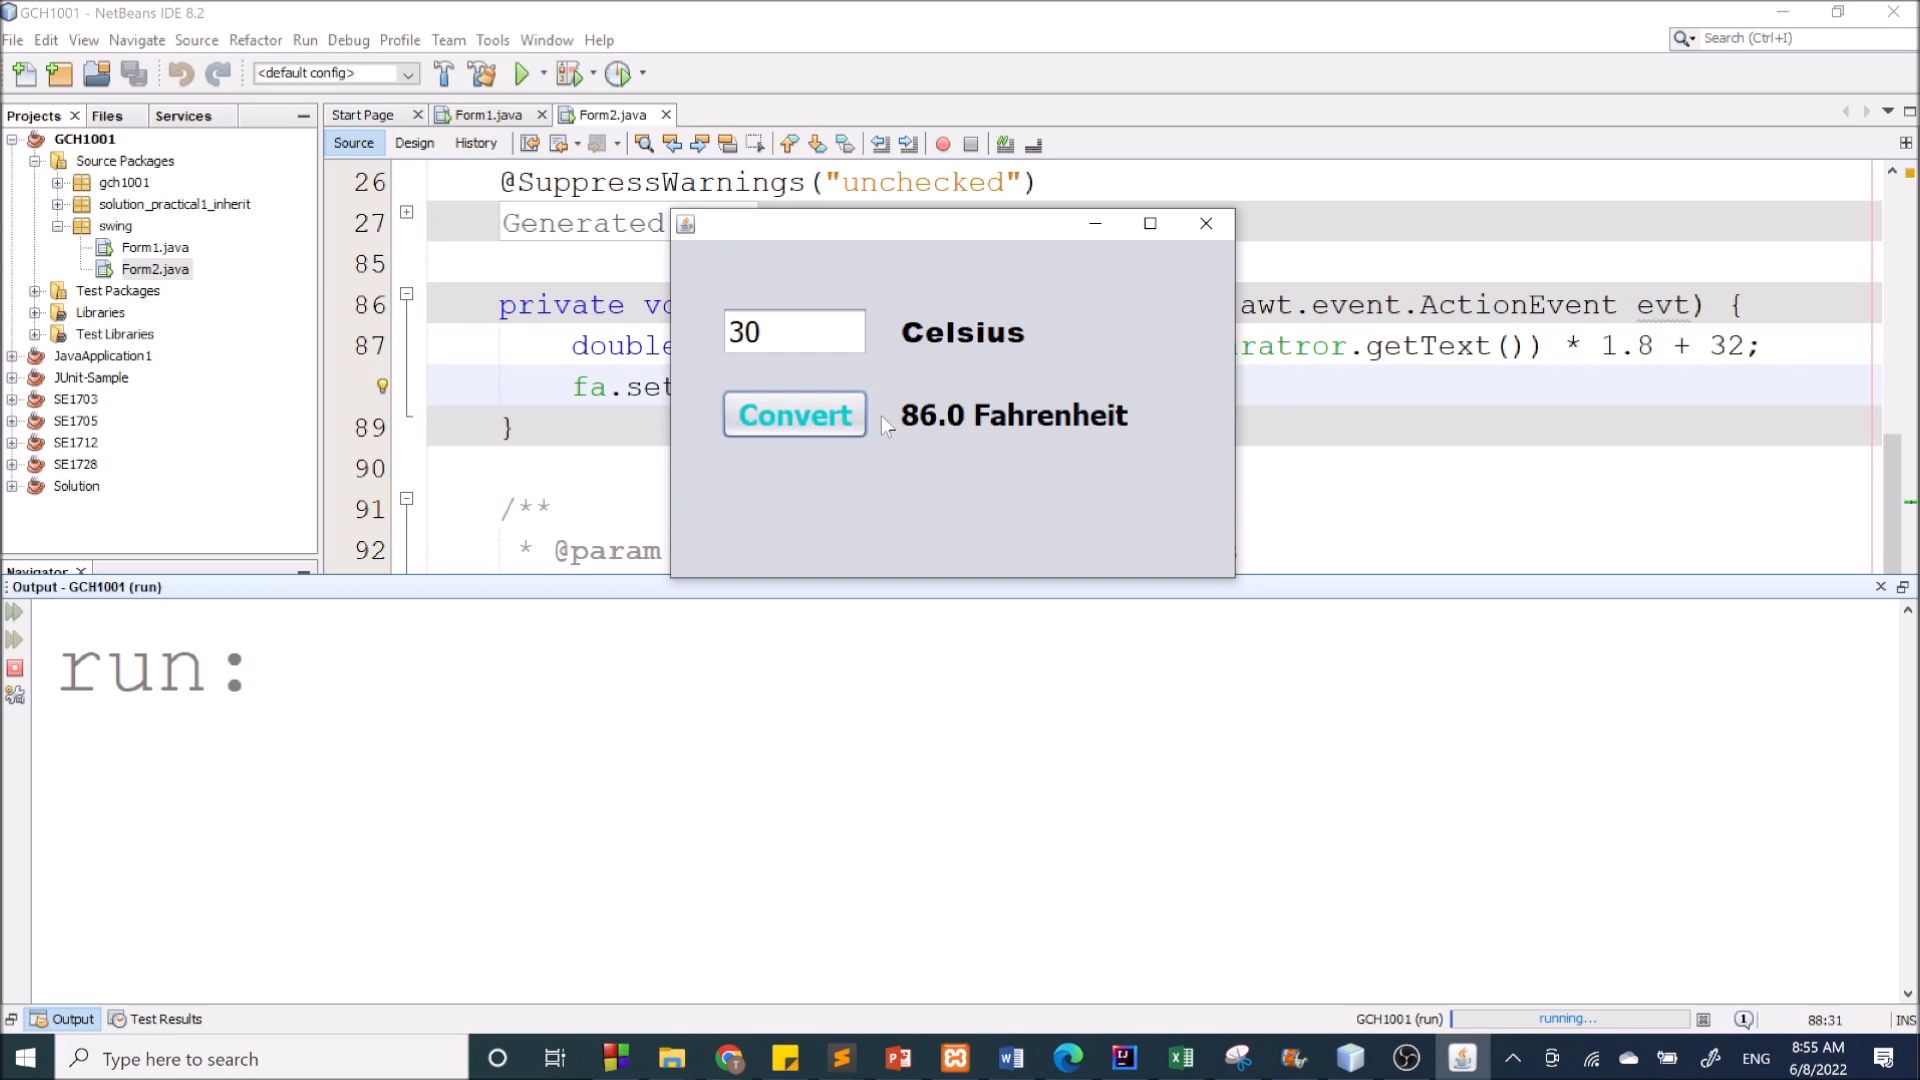 GCH1001 - NetBeans IDE 8.2
File Edit View Navigate Source Refactor Run Debug Profile Team Tools Window Help
Search (Ctrl+I)
<default config>
Projects Files Services
Start Page Form1.java Form2.java
Source Design History
GCH1001
Source Packages
gch1001
solution_practical1_inherit
swing
Form1.java
Form2.java
Test Packages
Libraries
Test Libraries
JavaApplication1
JUnit-Sample
SE1703
SE1705
SE1712
SE1728
Solution
Navigator
26 @SuppressWarnings("unchecked")
27 Generated
85
86 private vo awt.event.ActionEvent evt) {
87 double ratror.getText()) * 1.8 + 32;
fa.set
89 }
90
91 /**
92 * @param
30 Celsius
Convert 86.0 Fahrenheit
Output - GCH1001 (run)
run:
Output Test Results
GCH1001 (run) running... 1 88:31 INS
Type here to search
ENG
8:55 AM
6/8/2022